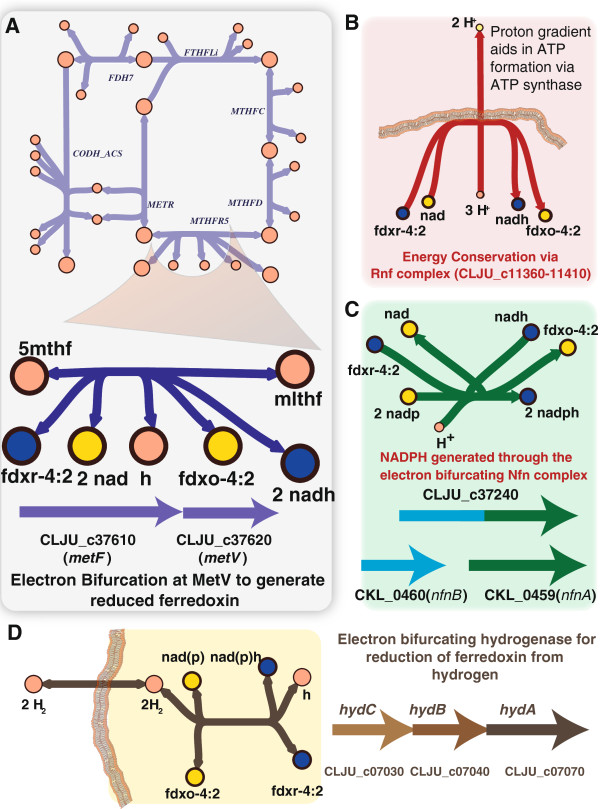 A
FTHFLi
FDH7
MTHFC
CODH_ACS
METR
MTHFD
MTHFR5
5mthf
mlthf
fdxr-4:2 2 nad h fdxo-4:2
2 nadh
CLJU_c37610
(metF)
CLJU_c37620
(metV)
Electron Bifurcation at MetV to generate
reduced ferredoxin
B
2 H+
Proton gradient
aids in ATP
formation via
ATP synthase
fdxr-4:2
nad
3 H+
nadh
fdxo-4:2
Energy Conservation via
Rnf complex (CLJU_c11360-11410)
C
nad
nadh
fdxo-4:2
fdxr-4:2
2 nadp
2 nadph
H+
NADPH generated through the
electron bifurcating Nfn complex
CLJU_c37240
CKL_0460(nfnB)
CKL_0459(nfnA)
D
nad(p) nad(p)h
2 H2
2H2
h
fdxo-4:2
fdxr-4:2
Electron bifurcating hydrogenase for
reduction of ferredoxin from
hydrogen
hydC hydB hydA
CLJU_c07030 CLJU_c07040 CLJU_c07070